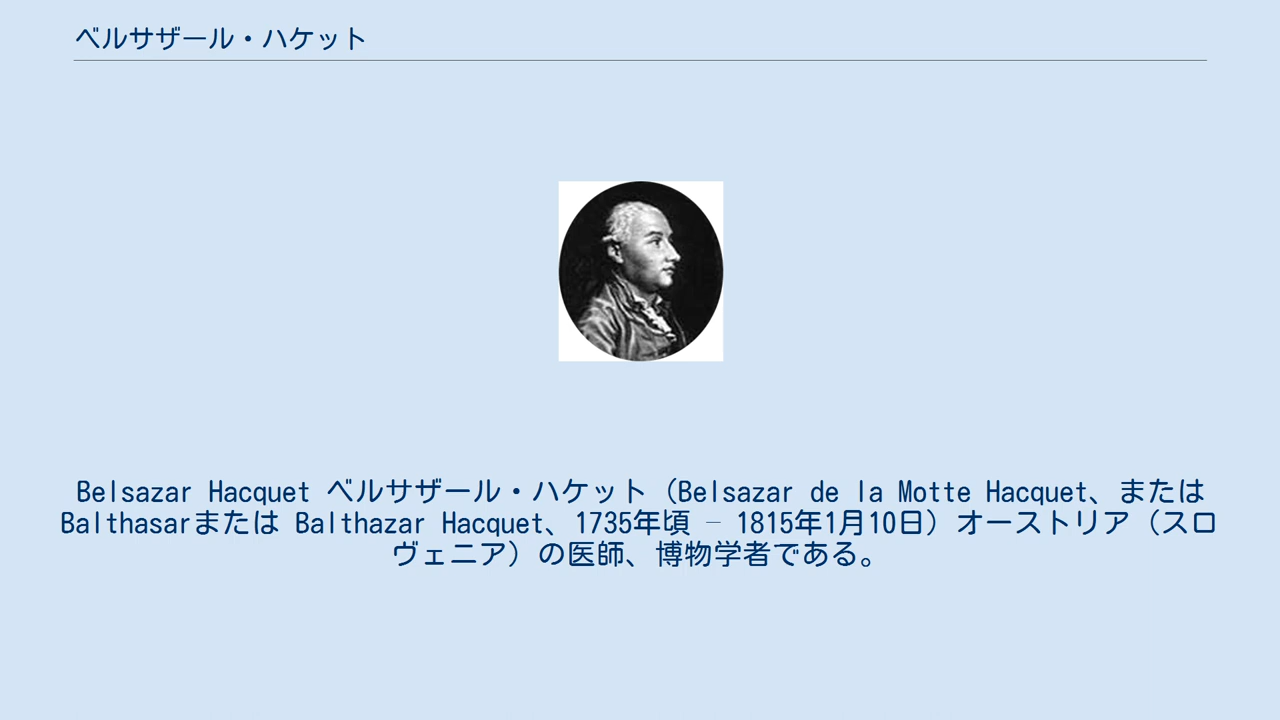 ベルサザール・ハケット
Belsazar Hacquet ベルサザール・ハケット（Belsazar de la Motte Hacquet、または
Balthasarまたは Balthazar Hacquet、1735年頃 – 1815年1月10日）オーストリア（スロ
ヴェニア）の医師、博物学者である。